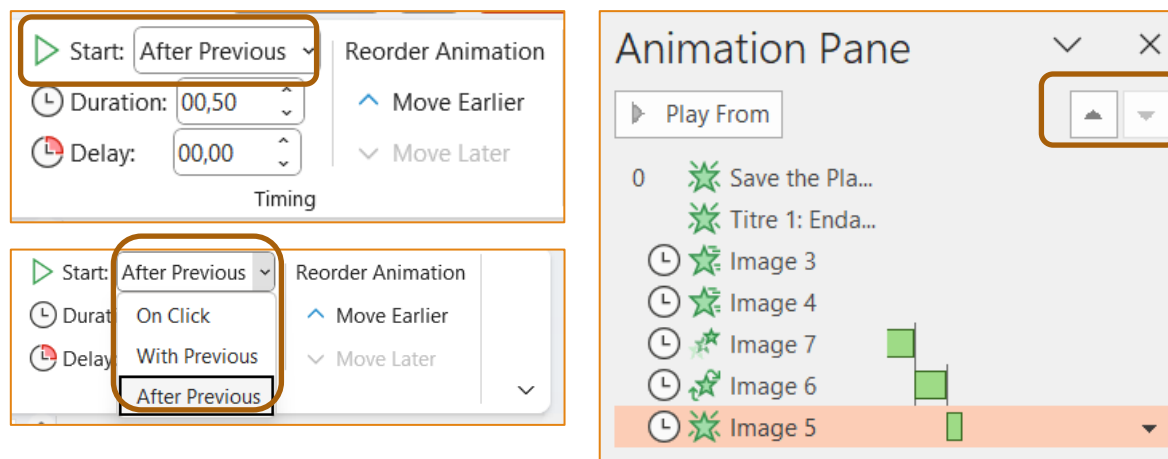 Start: After Previous
Reorder Animation
Duration: 00,50
Move Earlier
Delay: 00,00
Move Later
Timing
Start: After Previous
Reorder Animation
Durat
On Click
Move Earlier
Delay
With Previous
Move Later
After Previous
Animation Pane
Play From
0 Save the Pla...
Titre 1: Enda...
Image 3
Image 4
Image 7
Image 6
Image 5